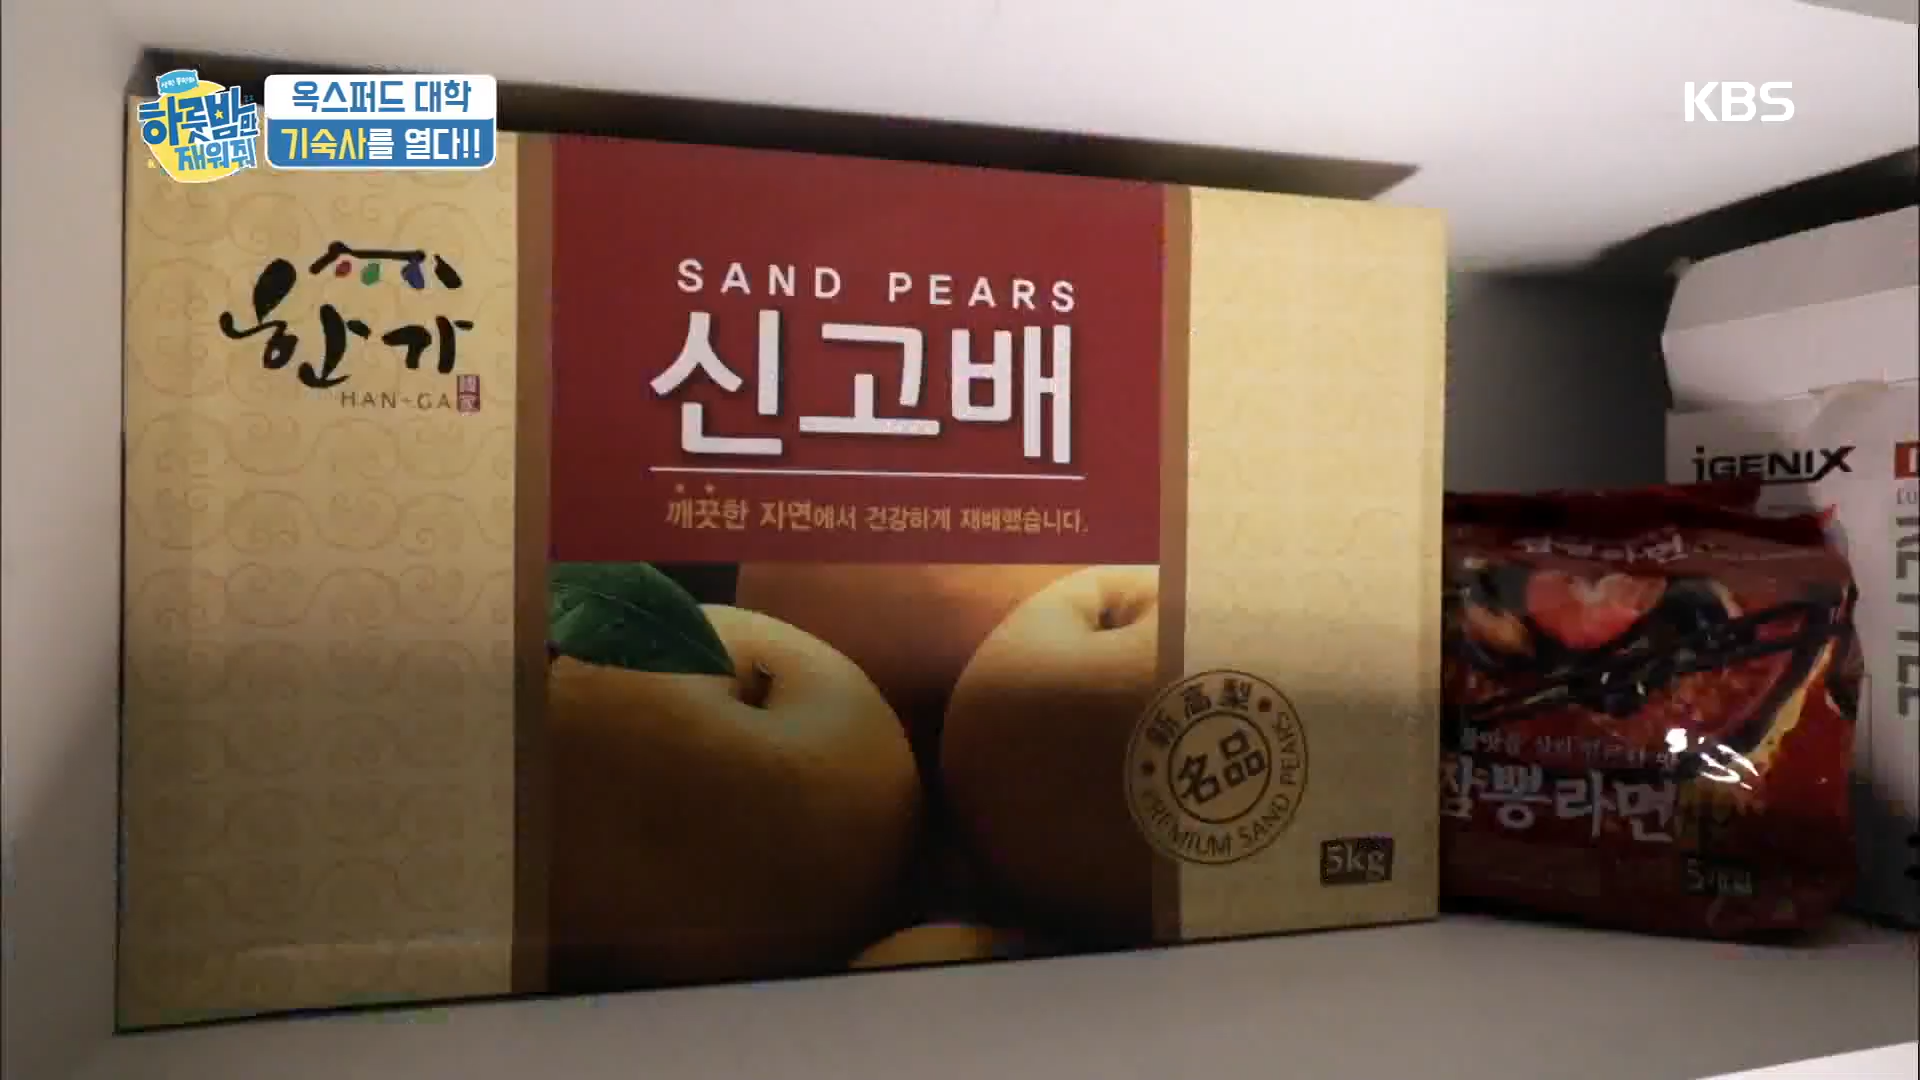 하룻밤만
재워줘
옥스퍼드 대학
기숙사를 열다!!
KBS
한가
HAN-GA
SAND PEARS
신고배
깨끗한 자연에서 건강하게 재배했습니다.
新高梨
名品
PREMIUM SAND PEARS
5kg
iGENIX
짬뽕라면